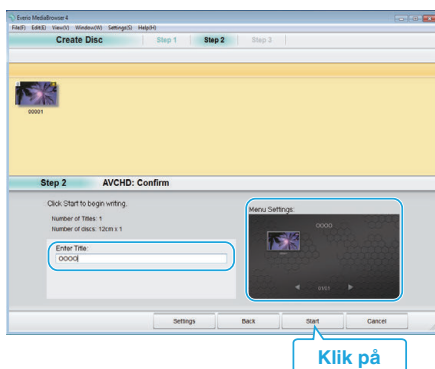 Everio MediaBrowser 4
File(F) Edit(E) View(V) Window(W) Settings(S) Help(H)
Create Disc Step 1 Step 2 Step 3
00001
Step 2 AVCHD: Confirm
Click Start to begin writing.
Number of Titles: 1
Number of discs: 12cm x 1
Enter Title:
0000
Menu Settings:
0000
Settings Back Start Cancel
Klik på